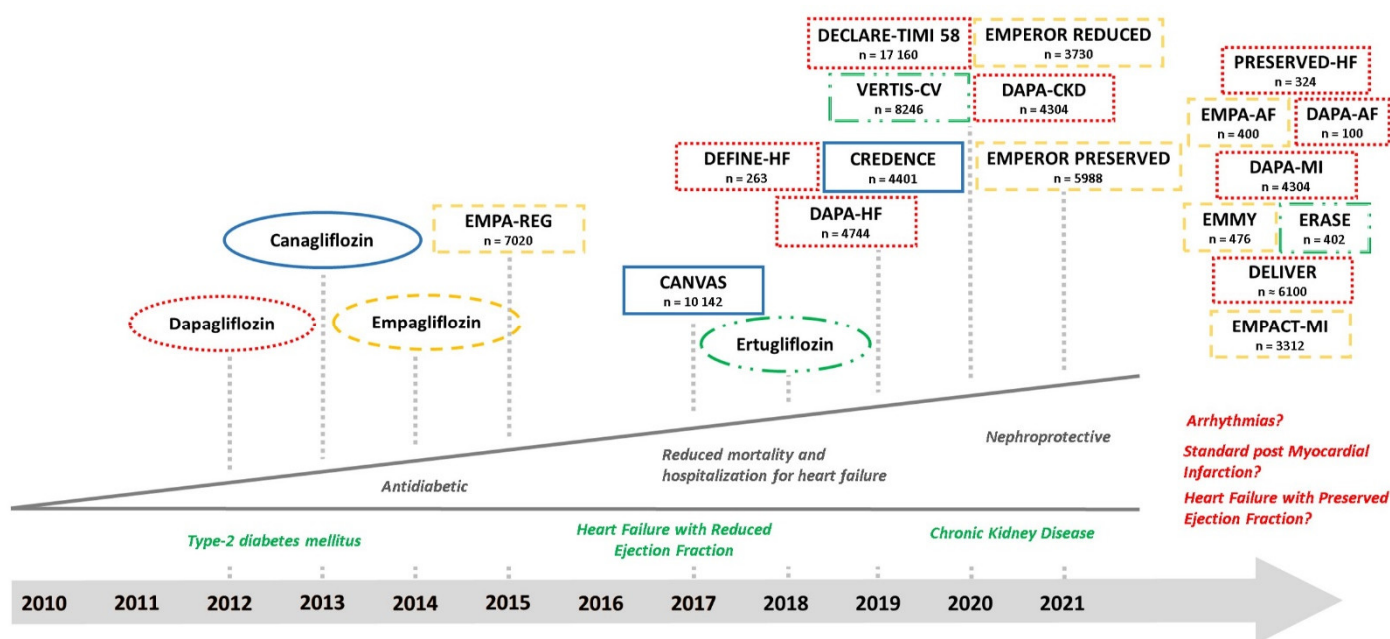 DECLARE-TIMI 58
n = 17 160
EMPEROR REDUCED
n = 3730
VERTIS-CV
n = 8246
DAPA-CKD
n = 4304
DEFINE-HF
n = 263
CREDENCE
n = 4401
EMPEROR PRESERVED
n = 5988
DAPA-HF
n = 4744
PRESERVED-HF
n = 324
EMPA-AF
n = 400
DAPA-AF
n = 100
DAPA-MI
n = 4304
EMMY
n = 476
ERASE
n = 402
DELIVER
n ≈ 6100
EMPACT-MI
n = 3312
EMPA-REG
n = 7020
Canagliflozin
CANVAS
n = 10 142
Dapagliflozin
Empagliflozin
Ertugliflozin
Antidiabetic
Reduced mortality and
hospitalization for heart failure
Nephroprotective
Arrhythmias?
Standard post Myocardial
Infarction?
Heart Failure with Preserved
Ejection Fraction?
Type-2 diabetes mellitus
Heart Failure with Reduced
Ejection Fraction
Chronic Kidney Disease
2010 2011 2012 2013 2014 2015 2016 2017 2018 2019 2020 2021